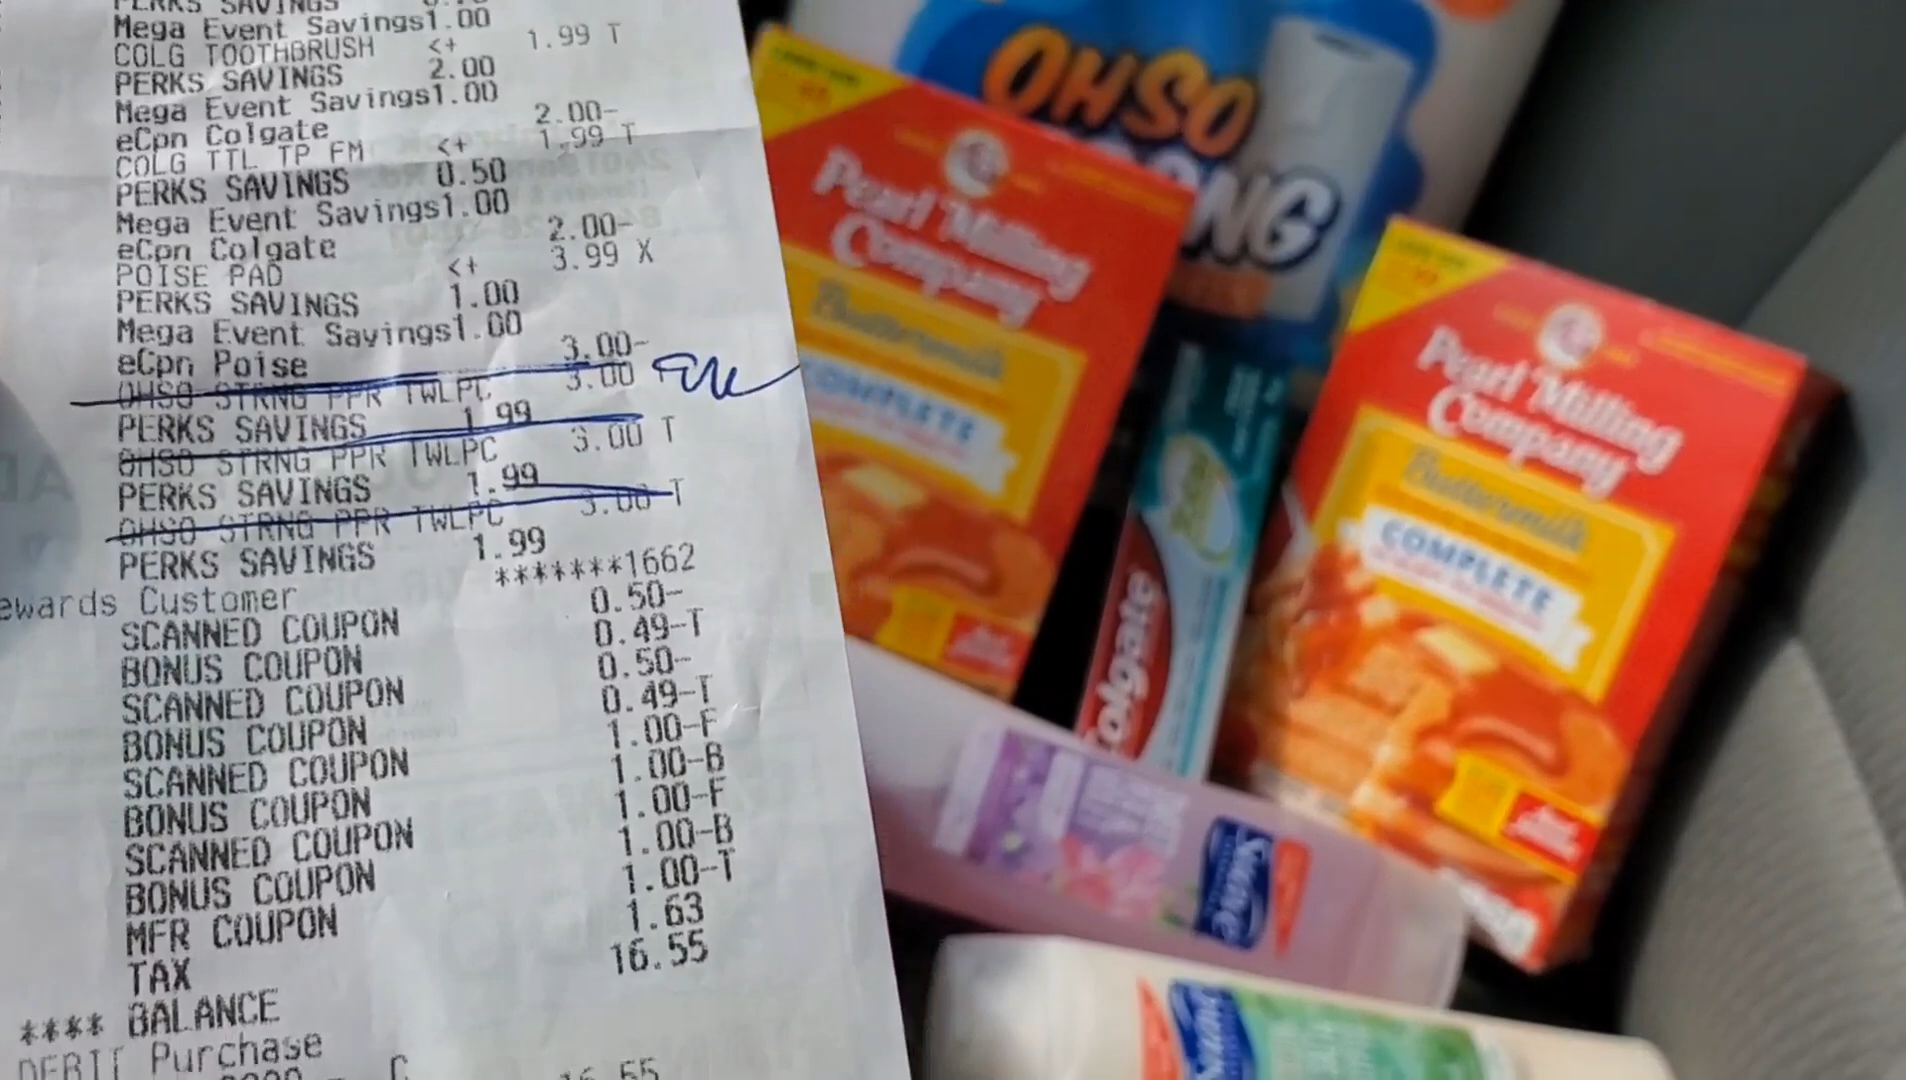 PERKS SAVINGS
Mega Event Savings1.00
COLG TOOTHBRUSH <+ 1.99 T
PERKS SAVINGS 2.00
Mega Event Savings1.00
eCpn Colgate 2.00-
COLG TTL TP FM <+ 1.99 T
PERKS SAVINGS 0.50
Mega Event Savings1.00
eCpn Colgate 2.00-
POISE PAD <+ 3.99 X
PERKS SAVINGS 1.00
Mega Event Savings1.00
eCpn Poise 3.00-
OHSO STRNG PPR TWLPC 3.00
PERKS SAVINGS 1.99
OHSO STRNG PPR TWLPC 3.00 T
PERKS SAVINGS 1.99
OHSO STRNG PPR TWLPC 3.00 T
PERKS SAVINGS 1.99
*******1662
ewards Customer
SCANNED COUPON 0.50-
BONUS COUPON 0.49-T
SCANNED COUPON 0.50-
BONUS COUPON 0.49-T
SCANNED COUPON 1.00-F
BONUS COUPON 1.00-B
SCANNED COUPON 1.00-F
BONUS COUPON 1.00-B
MFR COUPON 1.00-T
TAX 1.63
**** BALANCE 16.55
DEBIT Purchase
C 16.55
OHSO
NG
Pearl Milling
Company
Buttermilk
COMPLETE
Colgate
Pearl Milling
Company
Buttermilk
COMPLETE
Suave
Suave